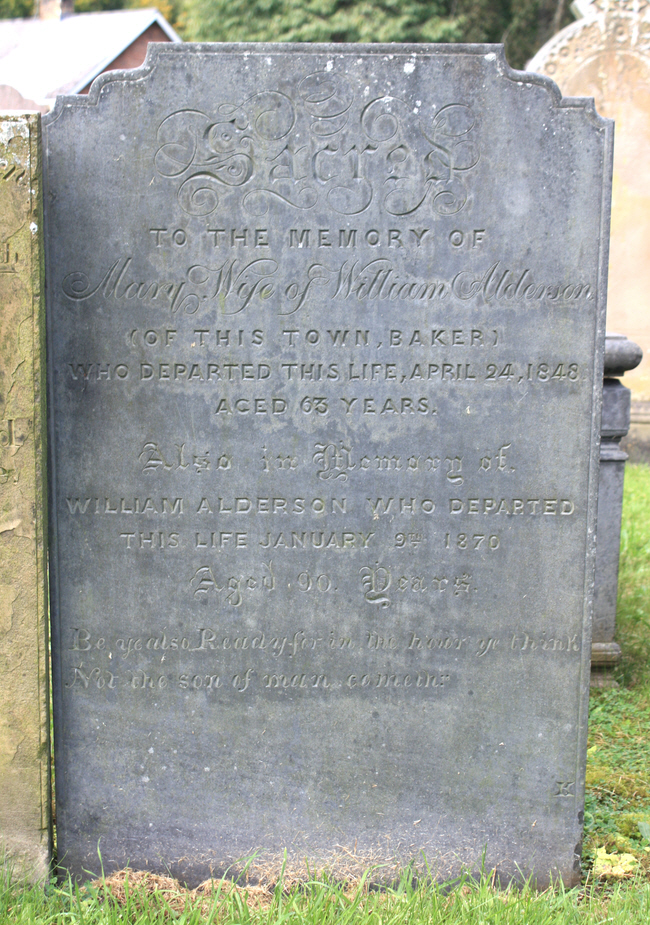 Sacred
TO THE MEMORY OF
Mary Wife of William Alderson
(OF THIS TOWN, BAKER)
WHO DEPARTED THIS LIFE, APRIL 24, 1848
AGED 63 YEARS.
Also in Memory of,
WILLIAM ALDERSON WHO DEPARTED
THIS LIFE JANUARY 9TH 1870
Aged 90 Years.
Be ye also Ready for in the hour ye think
Not the son of man cometh.
K